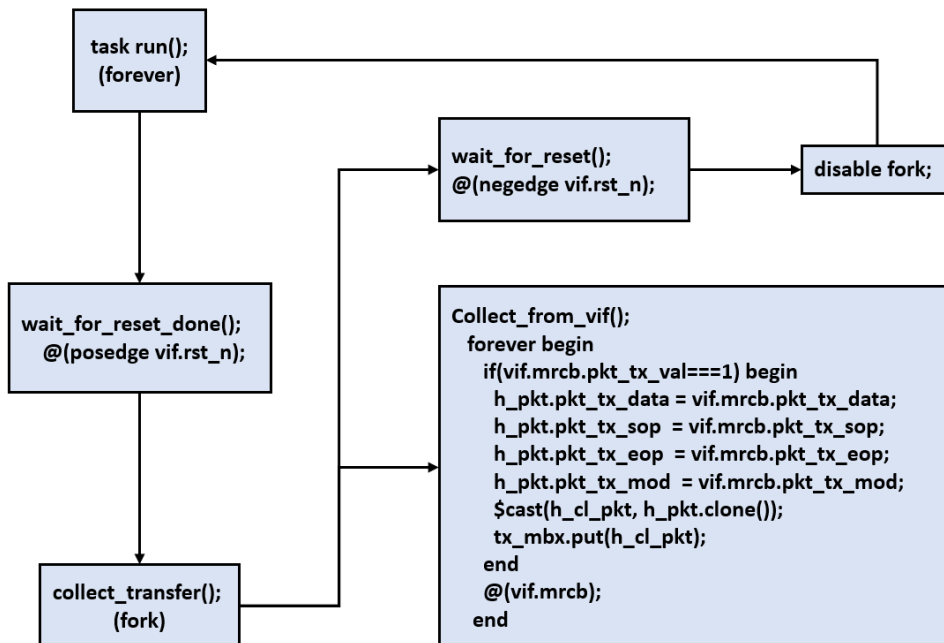 task run();
(forever)
wait_for_reset();
@(negedge vif.rst_n);
disable fork;
wait_for_reset_done();
@(posedge vif.rst_n);
Collect_from_vif();
forever begin
if(vif.mrcb.pkt_tx_val===1) begin
h_pkt.pkt_tx_data = vif.mrcb.pkt_tx_data;
h_pkt.pkt_tx_sop = vif.mrcb.pkt_tx_sop;
h_pkt.pkt_tx_eop = vif.mrcb.pkt_tx_eop;
h_pkt.pkt_tx_mod = vif.mrcb.pkt_tx_mod;
$cast(h_cl_pkt, h_pkt.clone());
tx_mbx.put(h_cl_pkt);
end
@(vif.mrcb);
end
collect_transfer();
(fork)